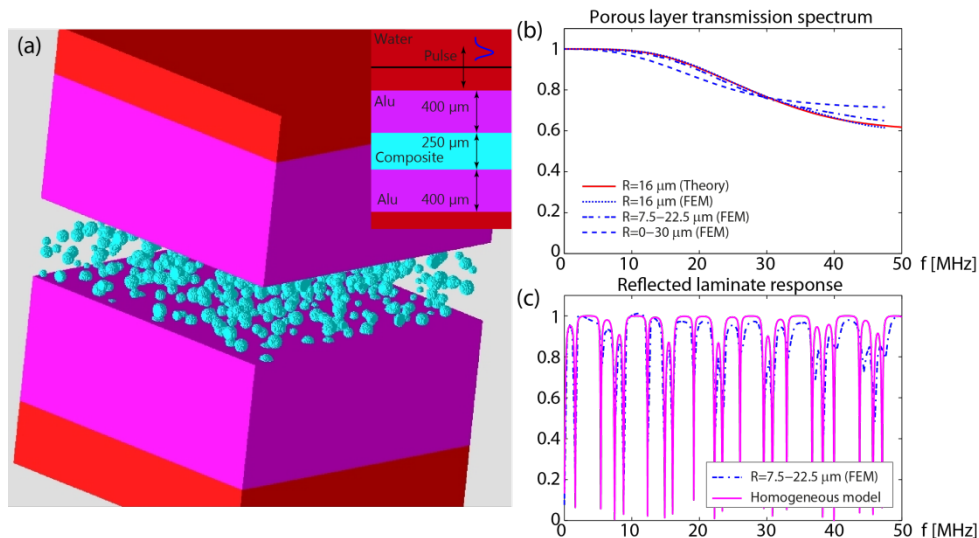 (a)
Water
Pulse
Alu
400 μm
250 μm
Composite
Alu
400 μm
(b)
Porous layer transmission spectrum
1
0.8
0.6
0.4
0.2
0
R=16 μm (Theory)
R=16 μm (FEM)
R=7.5−22.5 μm (FEM)
R=0−30 μm (FEM)
0 10 20 30 40 50
f [MHz]
(c)
Reflected laminate response
1
0.8
0.6
0.4
0.2
0
R=7.5−22.5 μm (FEM)
Homogeneous model
0 10 20 30 40 50
f [MHz]